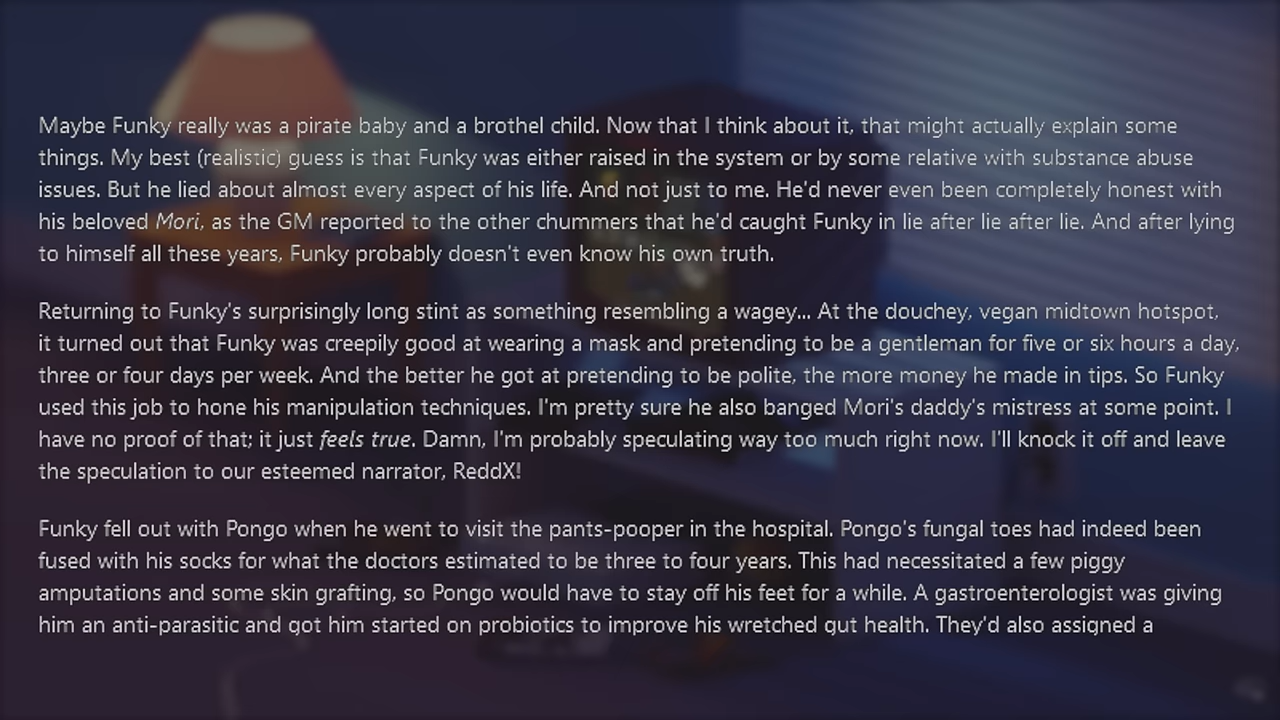 Maybe Funky really was a pirate baby and a brothel child. Now that I think about it, that might actually explain some
things. My best (realistic) guess is that Funky was either raised in the system or by some relative with substance abuse
issues. But he lied about almost every aspect of his life. And not just to me. He'd never even been completely honest with
his beloved Mori, as the GM reported to the other chummers that he'd caught Funky in lie after lie after lie. And after lying
to himself all these years, Funky probably doesn't even know his own truth.
Returning to Funky's surprisingly long stint as something resembling a wagey... At the douchey, vegan midtown hotspot,
it turned out that Funky was creepily good at wearing a mask and pretending to be a gentleman for five or six hours a day,
three or four days per week. And the better he got at pretending to be polite, the more money he made in tips. So Funky
used this job to hone his manipulation techniques. I'm pretty sure he also banged Mori's daddy's mistress at some point. I
have no proof of that; it just feels true. Damn, I'm probably speculating way too much right now. I'll knock it off and leave
the speculation to our esteemed narrator, ReddX!
Funky fell out with Pongo when he went to visit the pants-pooper in the hospital. Pongo's fungal toes had indeed been
fused with his socks for what the doctors estimated to be three to four years. This had necessitated a few piggy
amputations and some skin grafting, so Pongo would have to stay off his feet for a while. A gastroenterologist was giving
him an anti-parasitic and got him started on probiotics to improve his wretched gut health. They'd also assigned a